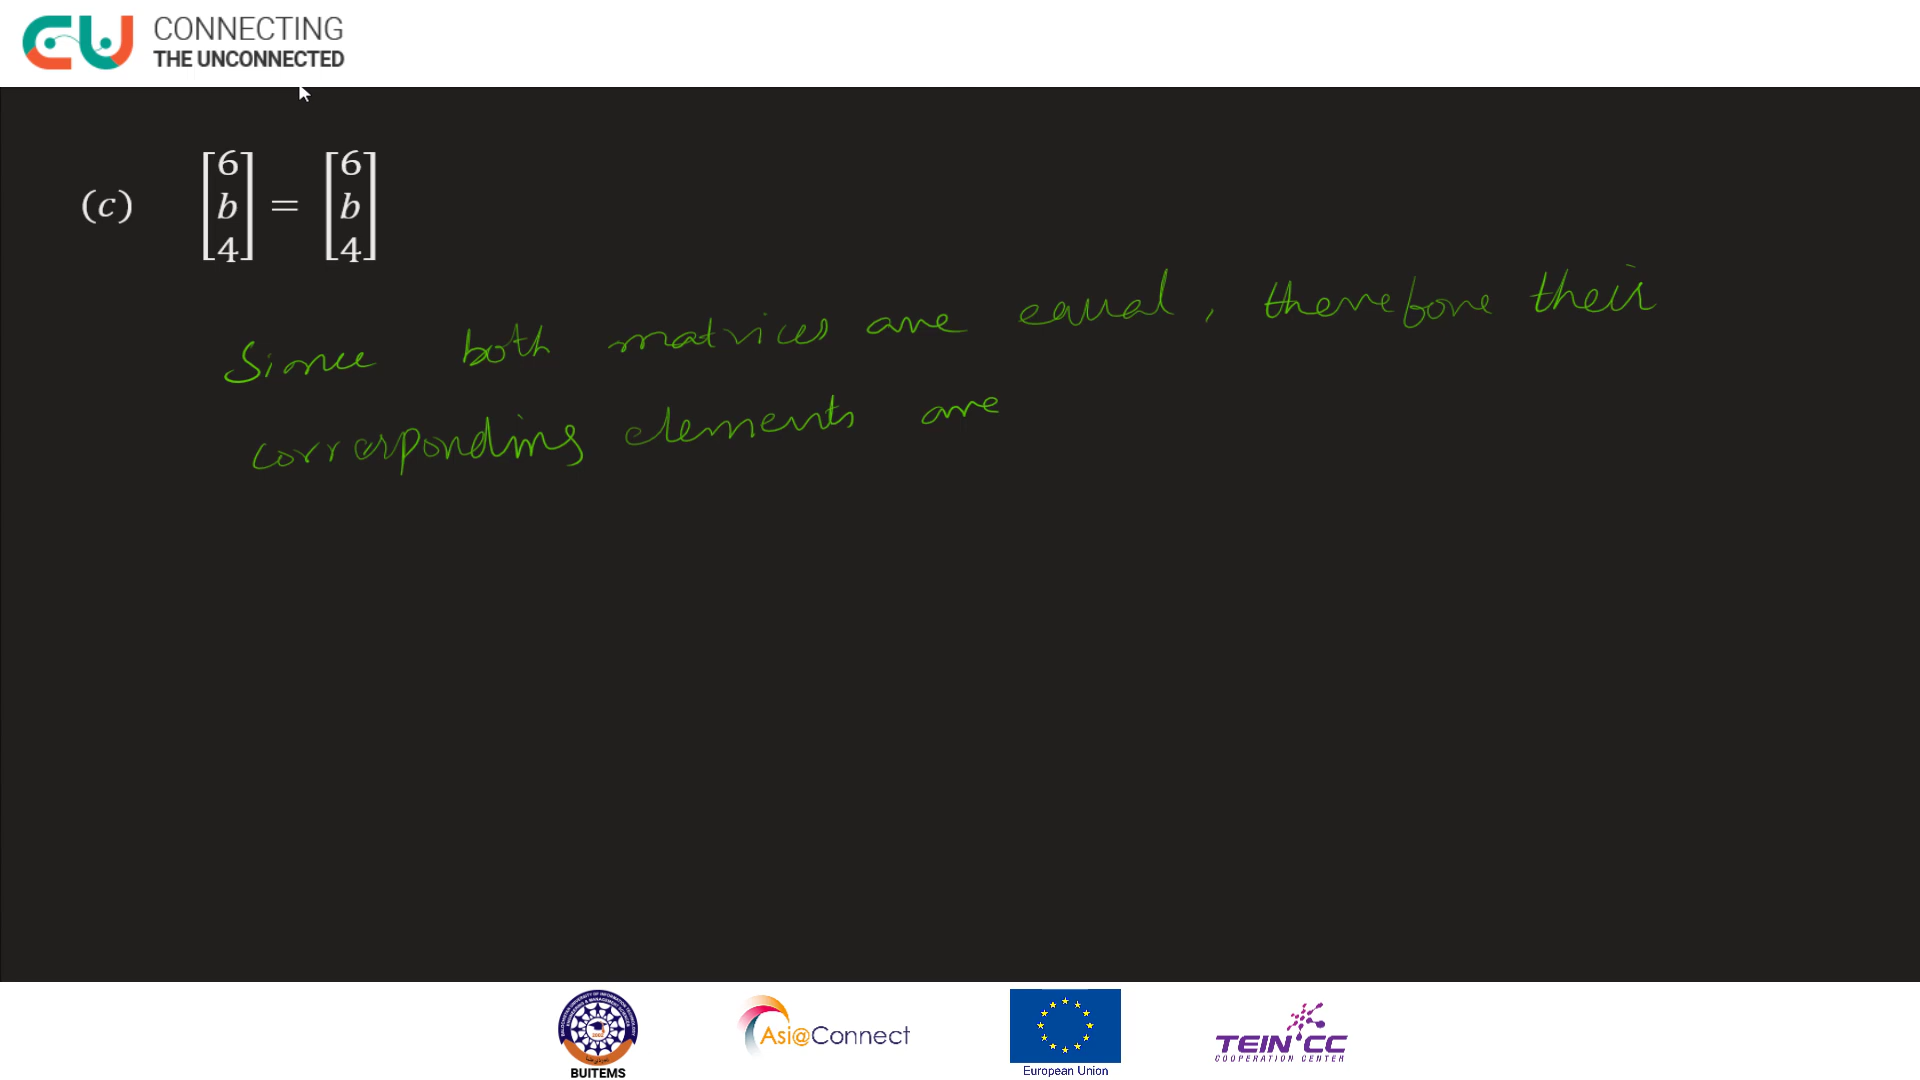 CONNECTING
THE UNCONNECTED
(c) [6 b 4] = [6 b 4]
Since both matrices are equal, therefore their
corresponding elements are
Asi@Connect
TEIN*CC
COOPERATION CENTER
European Union
BUITEMS